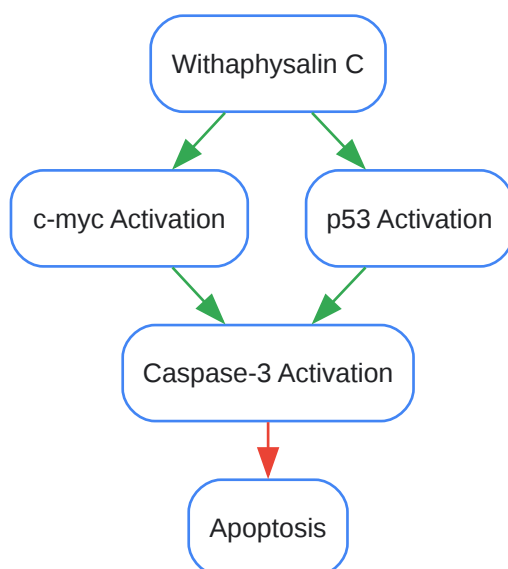 Withaphysalin C
c-myc Activation
p53 Activation
Caspase-3 Activation
Apoptosis